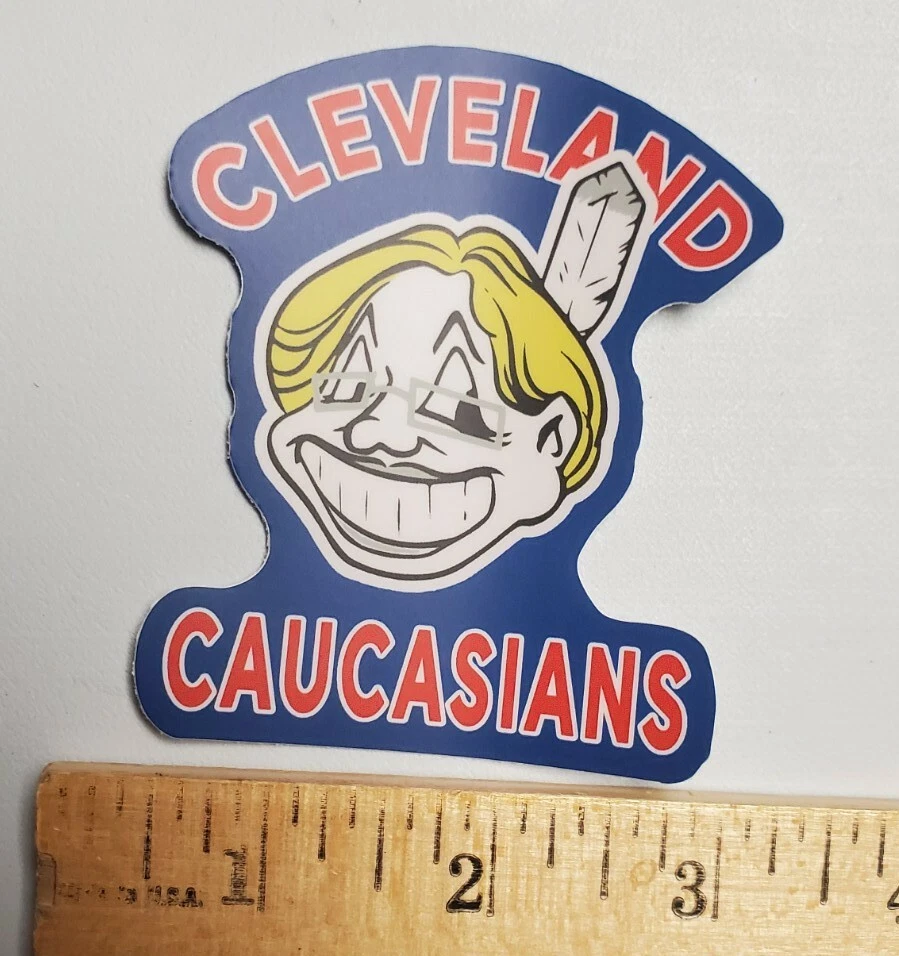 CLEVELAND
CAUCASIANS
1 2 3
U.S.A.